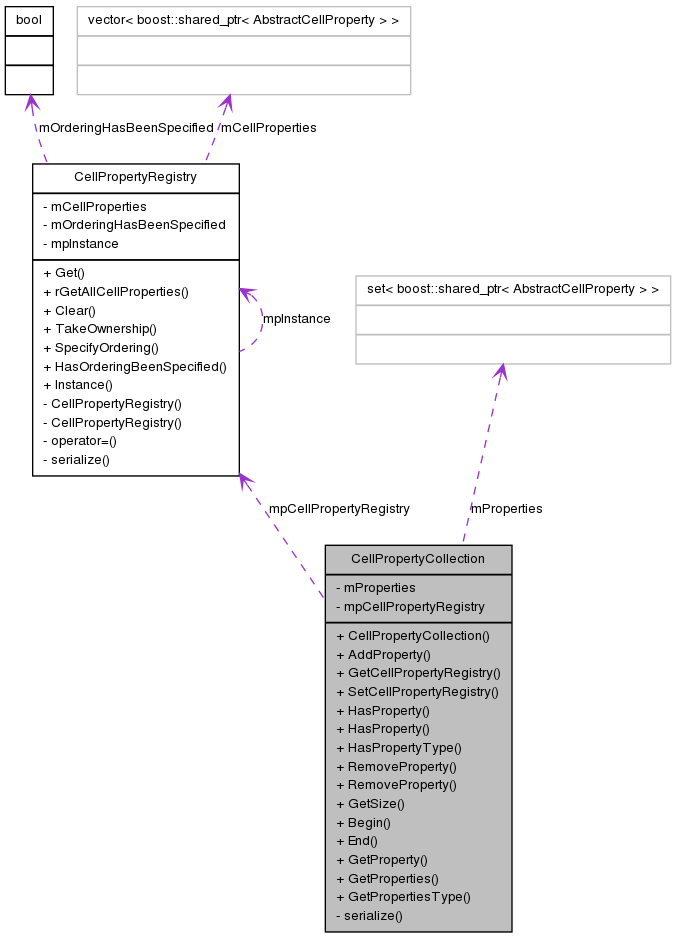 bool
vector< boost::shared_ptr< AbstractCellProperty > >
mOrderingHasBeenSpecified
mCellProperties
CellPropertyRegistry
- mCellProperties
- mOrderingHasBeenSpecified
- mpInstance
+ Get()
+ rGetAllCellProperties()
+ Clear()
+ TakeOwnership()
+ SpecifyOrdering()
+ HasOrderingBeenSpecified()
+ Instance()
- CellPropertyRegistry()
- CellPropertyRegistry()
- operator=()
- serialize()
mpInstance
set< boost::shared_ptr< AbstractCellProperty > >
mpCellPropertyRegistry
mProperties
CellPropertyCollection
- mProperties
- mpCellPropertyRegistry
+ CellPropertyCollection()
+ AddProperty()
+ GetCellPropertyRegistry()
+ SetCellPropertyRegistry()
+ HasProperty()
+ HasProperty()
+ HasPropertyType()
+ RemoveProperty()
+ RemoveProperty()
+ GetSize()
+ Begin()
+ End()
+ GetProperty()
+ GetProperties()
+ GetPropertiesType()
- serialize()